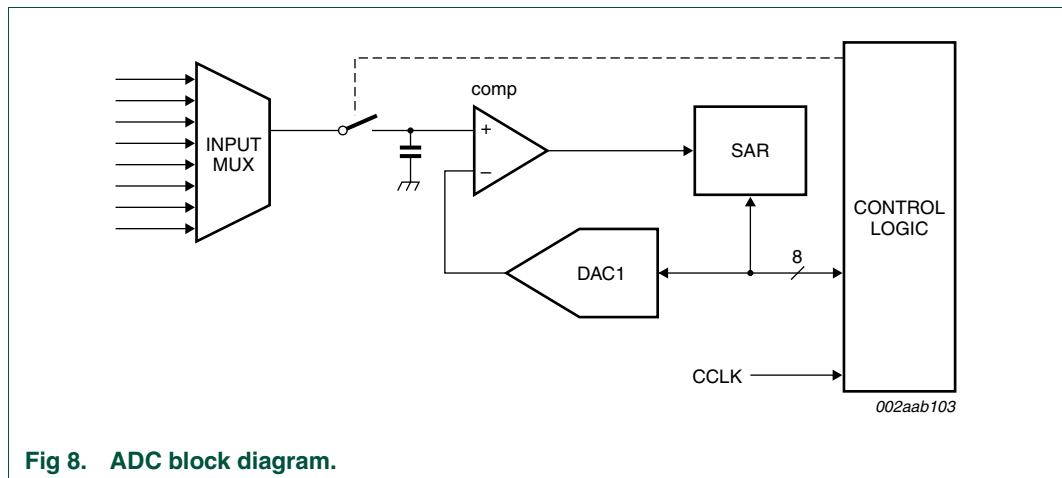 comp
+
–
INPUT
MUX
SAR
CONTROL
LOGIC
8
DAC1
CCLK
002aab103
Fig 8. ADC block diagram.